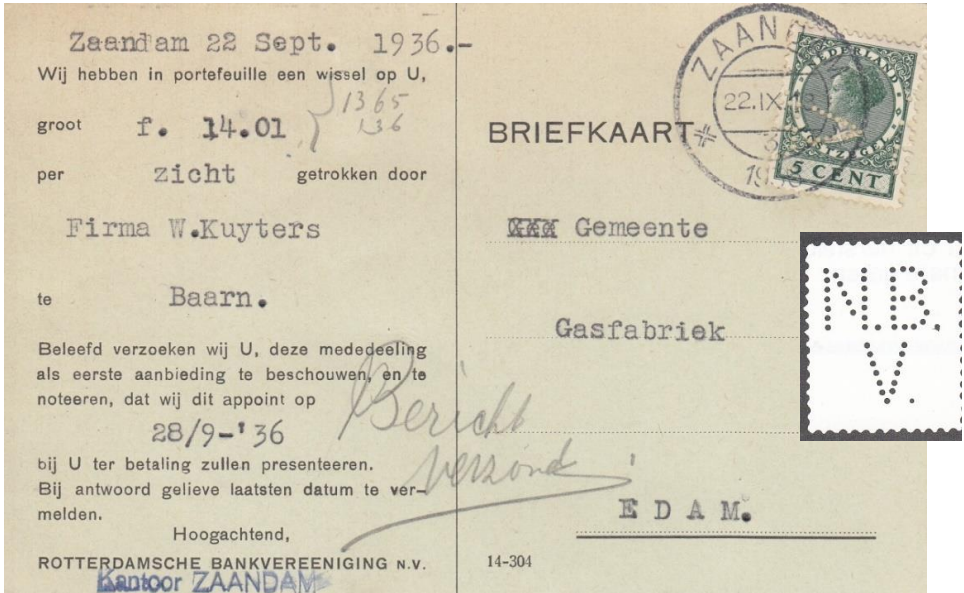 Zaandam 22 Sept. 1936.-
Wij hebben in portefeuille een wissel op U,
1365
136
groot f. 14.01
per zicht getrokken door
Firma W.Kuyters
te Baarn.
Beleefd verzoeken wij U, deze mededeeling
als eerste aanbieding te beschouwen, en te
noteeren, dat wij dit appoint op
28/9-'36
bij U ter betaling zullen presenteeren.
Bij antwoord gelieve laatsten datum te ver-
melden.
Hoogachtend,
ROTTERDAMSCHE BANKVEREENIGING N.V.
Kantoor ZAANDAM
Bericht
verzonden
BRIEFKAART
XXX Gemeente
Gasfabriek
EDAM.
14-304
22.IX
NEDERLAND
POSTZEGEL
5 CENT
N.B.
V.